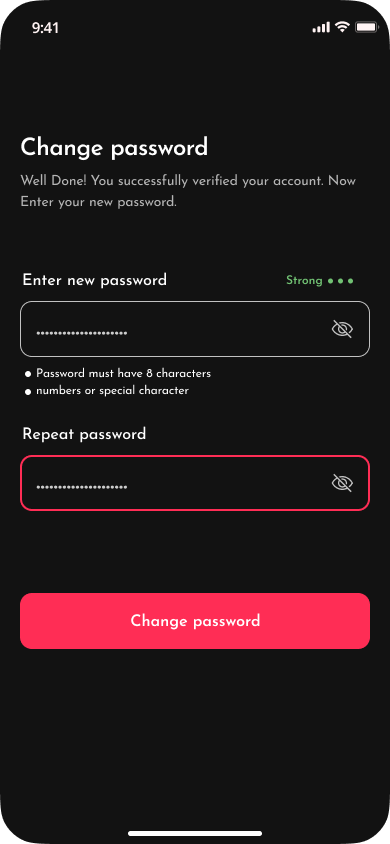 9:41
Change password
Well Done! You successfully verified your account. Now
Enter your new password.
Enter new password
Strong
Password must have 8 characters
numbers or special character
Repeat password
Change password